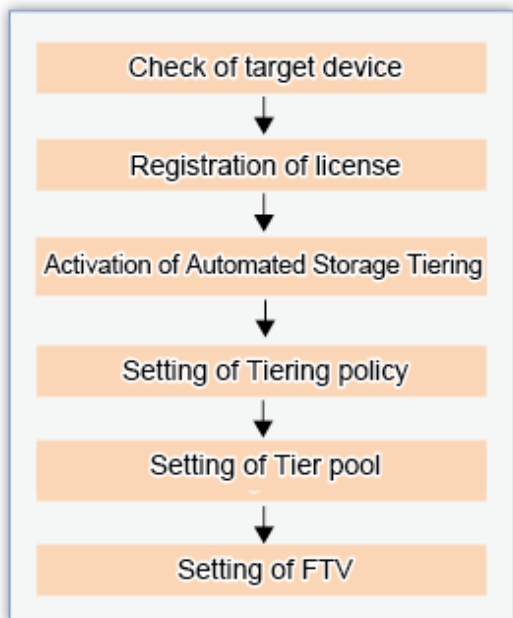 Check of target device
Registration of license
Activation of Automated Storage Tiering
Setting of Tiering policy
Setting of Tier pool
Setting of FTV